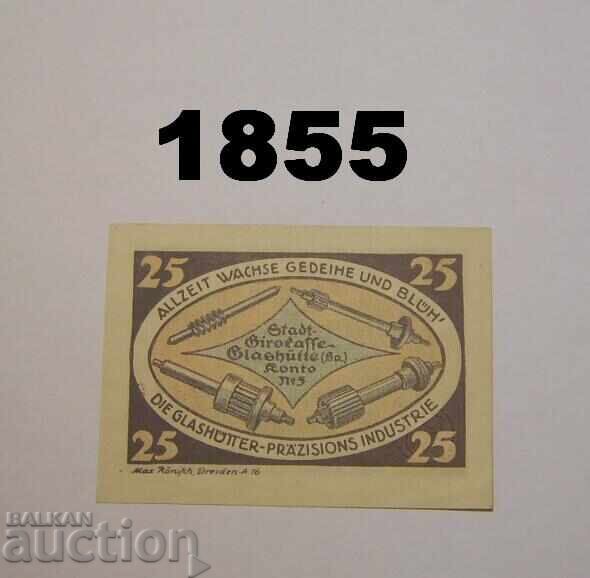 1855
25 25
ALLZEIT WACHSE GEDEIHE UND BLÜH'
Stadt-
Girokasse-
Glashütte (Sa.)
Konto
No 5
DIE GLASHÜTTER-PRÄZISIONS INDUSTRIE
25 25
Max Dresden-A 16
BALKAN
auction